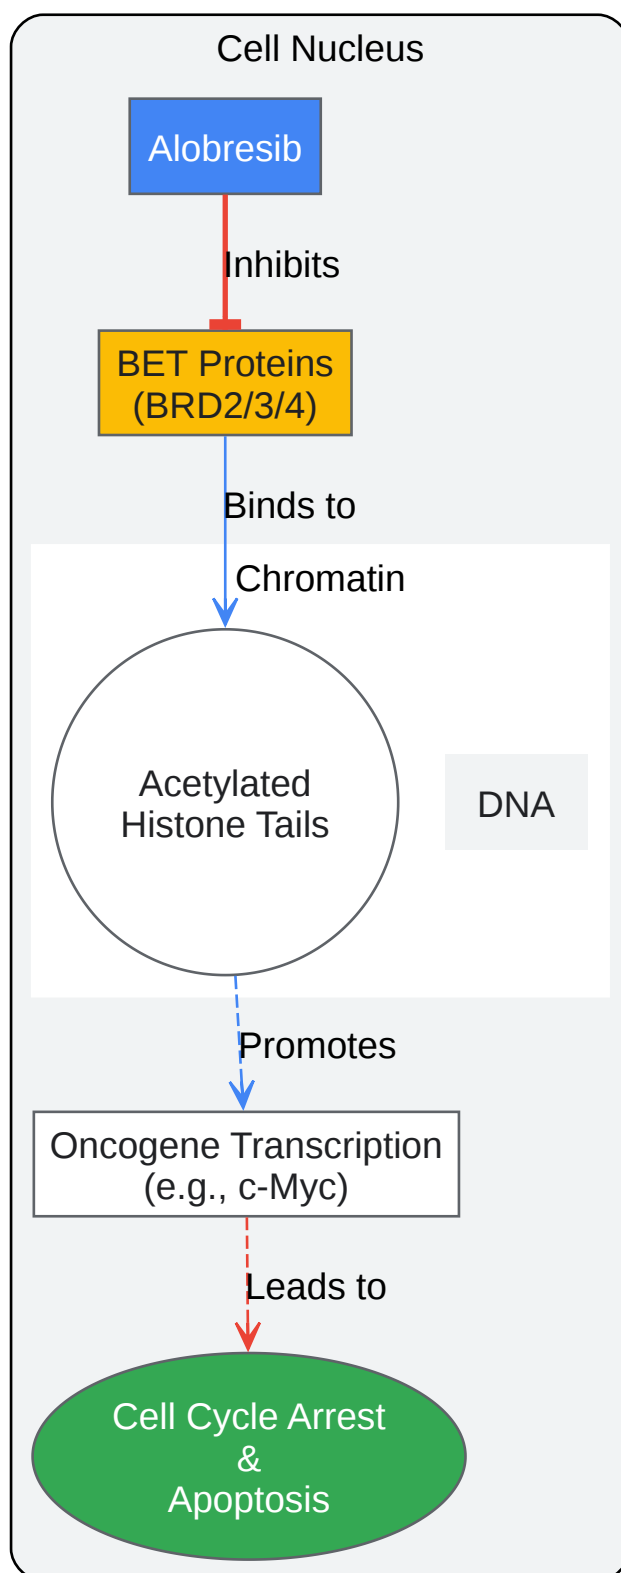 Cell Nucleus
Alobresib
Inhibits
BET Proteins
(BRD2/3/4)
Binds to
Chromatin
Acetylated
Histone Tails
DNA
Promotes
Oncogene Transcription
(e.g., c-Myc)
Leads to
Cell Cycle Arrest
&
Apoptosis